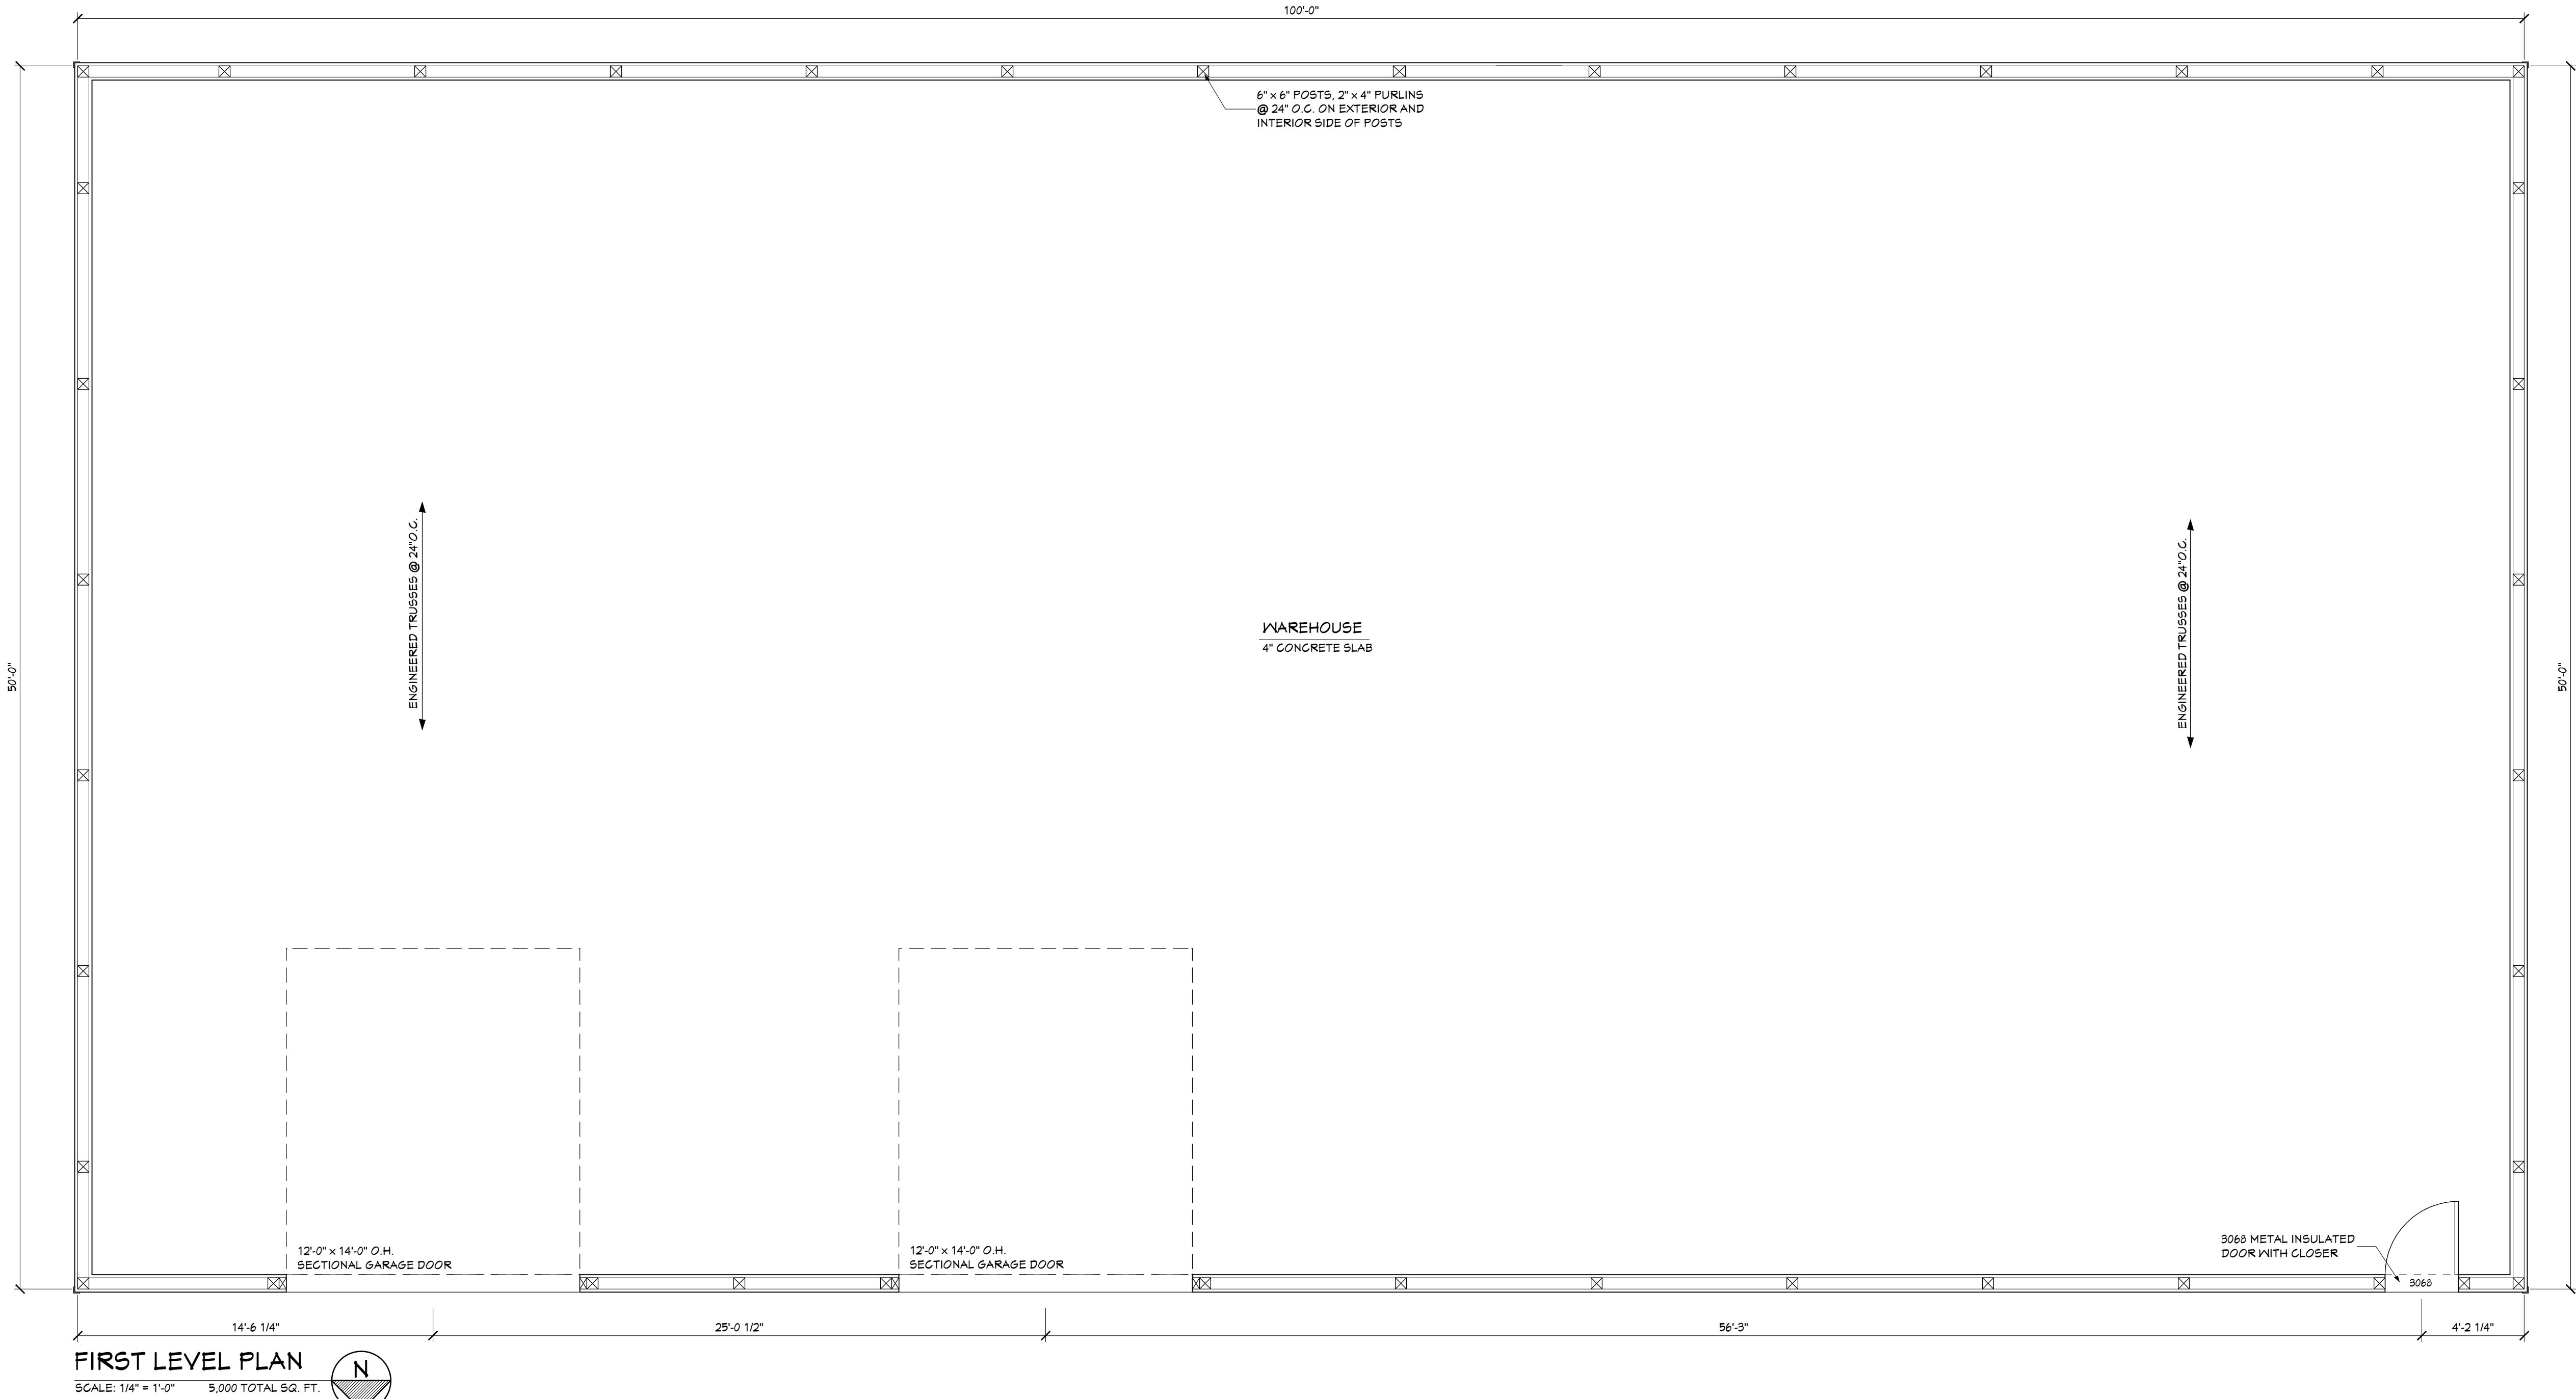 100'-0"
6" x 6" POSTS, 2" x 4" PURLINS
@ 24" O.C. ON EXTERIOR AND
INTERIOR SIDE OF POSTS
ENGINEERED TRUSSES @ 24"O.C.
ENGINEERED TRUSSES @ 24"O.C.
WAREHOUSE
4" CONCRETE SLAB
50'-0"
50'-0"
12'-0" x 14'-0" O.H.
SECTIONAL GARAGE DOOR
12'-0" x 14'-0" O.H.
SECTIONAL GARAGE DOOR
3068 METAL INSULATED
DOOR WITH CLOSER
3068
14'-6 1/4"
25'-0 1/2"
56'-3"
4'-2 1/4"
FIRST LEVEL PLAN
N
SCALE: 1/4" = 1'-0" 5,000 TOTAL SQ. FT.